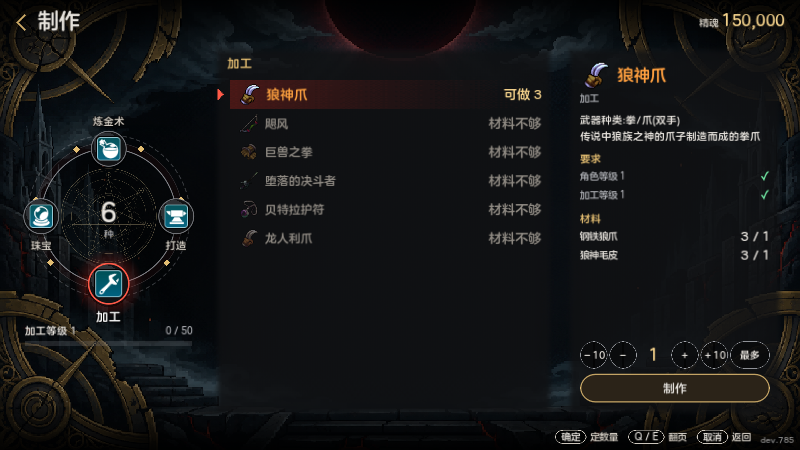 制作
精魂 150,000
炼金术
珠宝
6
种
打造
加工
加工等级 1
0 / 50
加工
狼神爪 可做 3
飓风 材料不够
巨兽之拳 材料不够
堕落的决斗者 材料不够
贝特拉护符 材料不够
龙人利爪 材料不够
狼神爪
加工
武器种类:拳/爪(双手)
传说中狼族之神的爪子制造而成的拳爪
要求
角色等级 1
加工等级 1
材料
钢铁狼爪 3 / 1
狼神毛皮 3 / 1
−10 − 1 + +10 最多
制作
确定 定数量 Q / E 翻页 取消 返回
dev.785